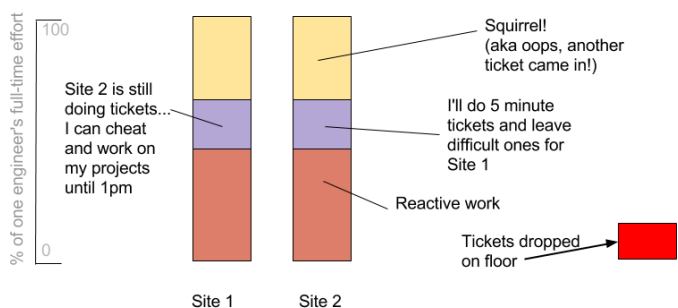 % of one engineer's full-time effort
100
0
Site 2 is still
doing tickets...
I can cheat
and work on
my projects
until 1pm
Squirrel!
(aka oops, another
ticket came in!)
I'll do 5 minute
tickets and leave
difficult ones for
Site 1
Reactive work
Tickets dropped
on floor
Site 1
Site 2